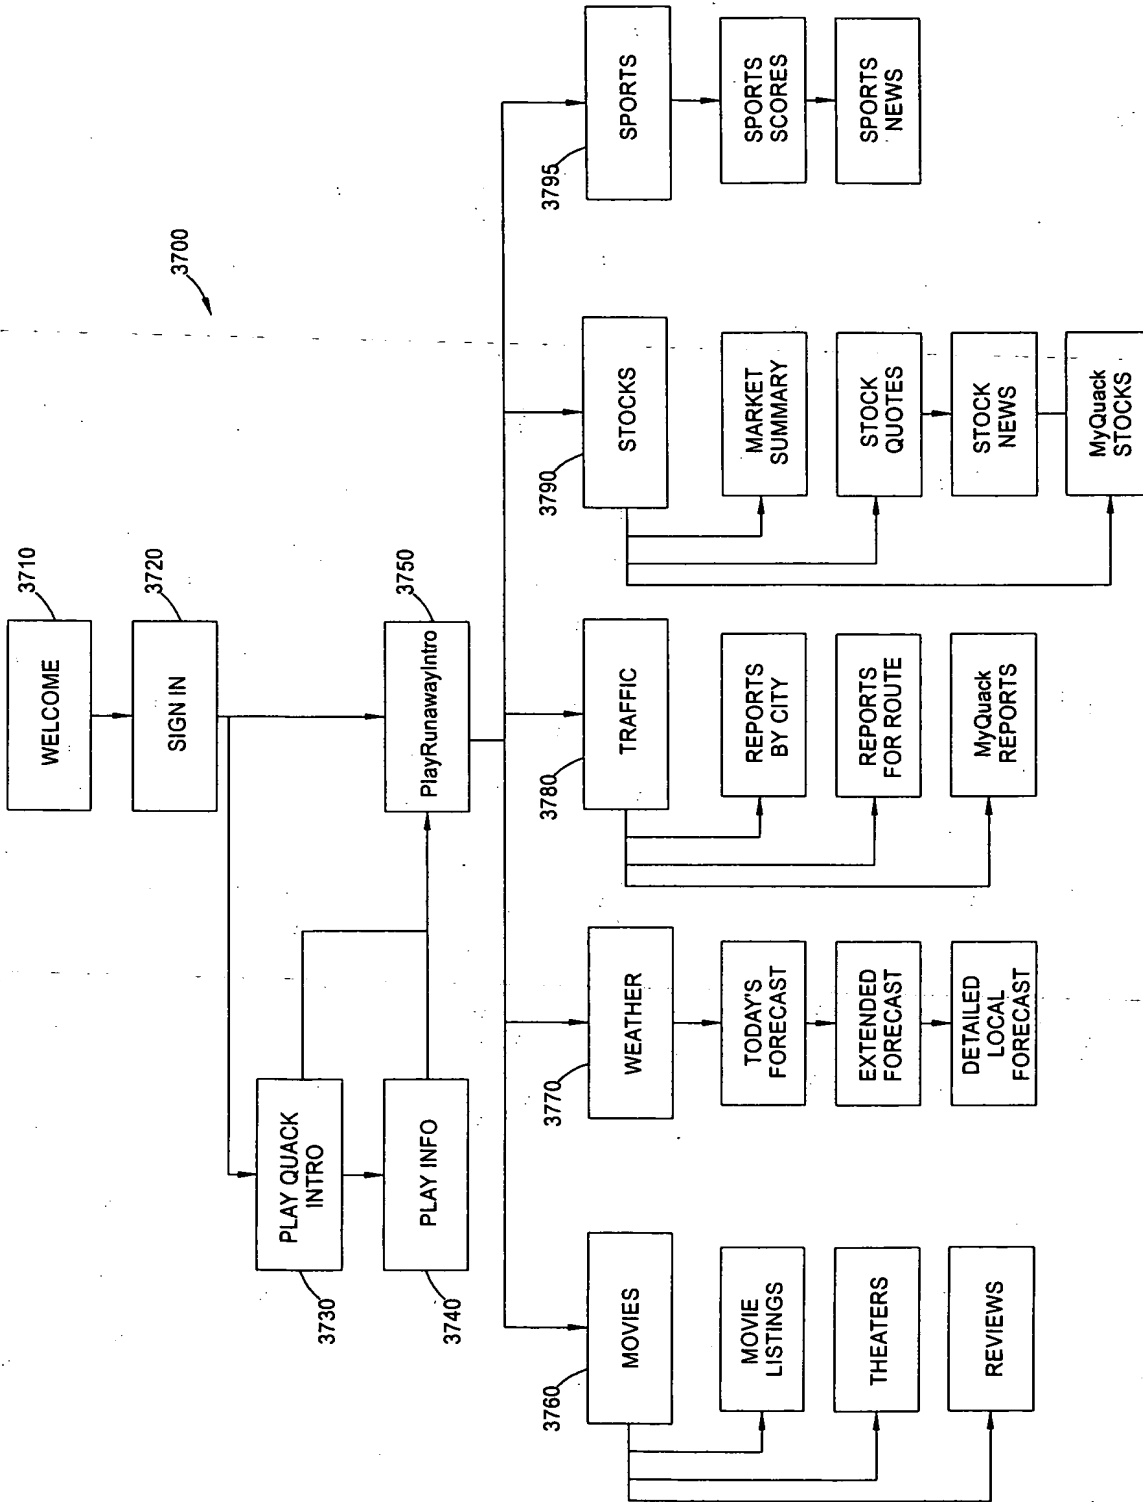 3700
WELCOME
3710
SIGN IN
3720
PLAY QUACK
INTRO
3730
PLAY INFO
3740
PlayRunawayIntro
3750
MOVIES
3760
MOVIE
LISTINGS
THEATERS
REVIEWS
WEATHER
3770
TODAY'S
FORECAST
EXTENDED
FORECAST
DETAILED
LOCAL
FORECAST
TRAFFIC
3780
REPORTS
BY CITY
REPORTS
FOR ROUTE
MyQuack
REPORTS
STOCKS
3790
MARKET
SUMMARY
STOCK
QUOTES
STOCK
NEWS
MyQuack
STOCKS
SPORTS
3795
SPORTS
SCORES
SPORTS
NEWS